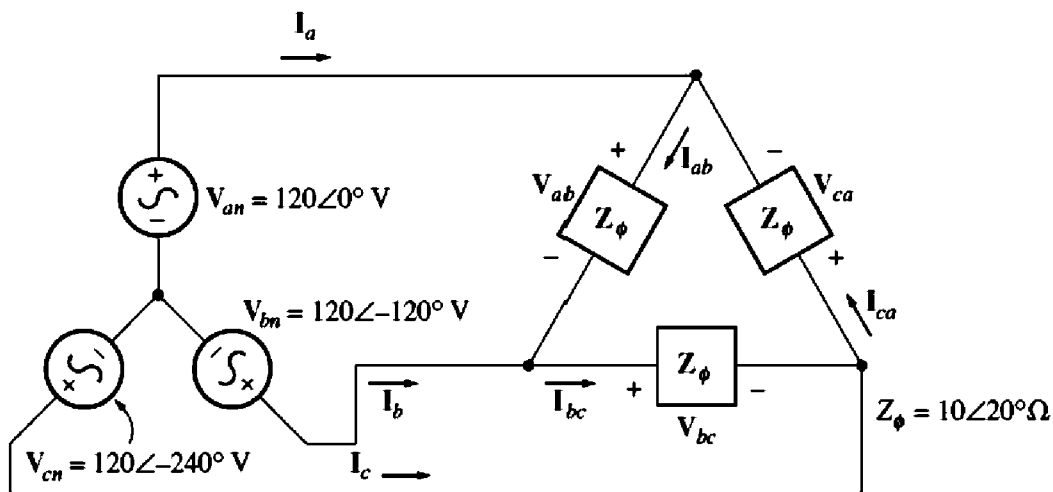 I_a
+
-
V_an = 120∠0° V
V_ab
+
-
Z_ϕ
I_ab
-
+
Z_ϕ
V_ca
I_ca
V_bn = 120∠–120° V
V_cn = 120∠–240° V
I_b
I_c
I_bc
+
Z_ϕ
-
V_bc
Z_ϕ = 10∠20°Ω